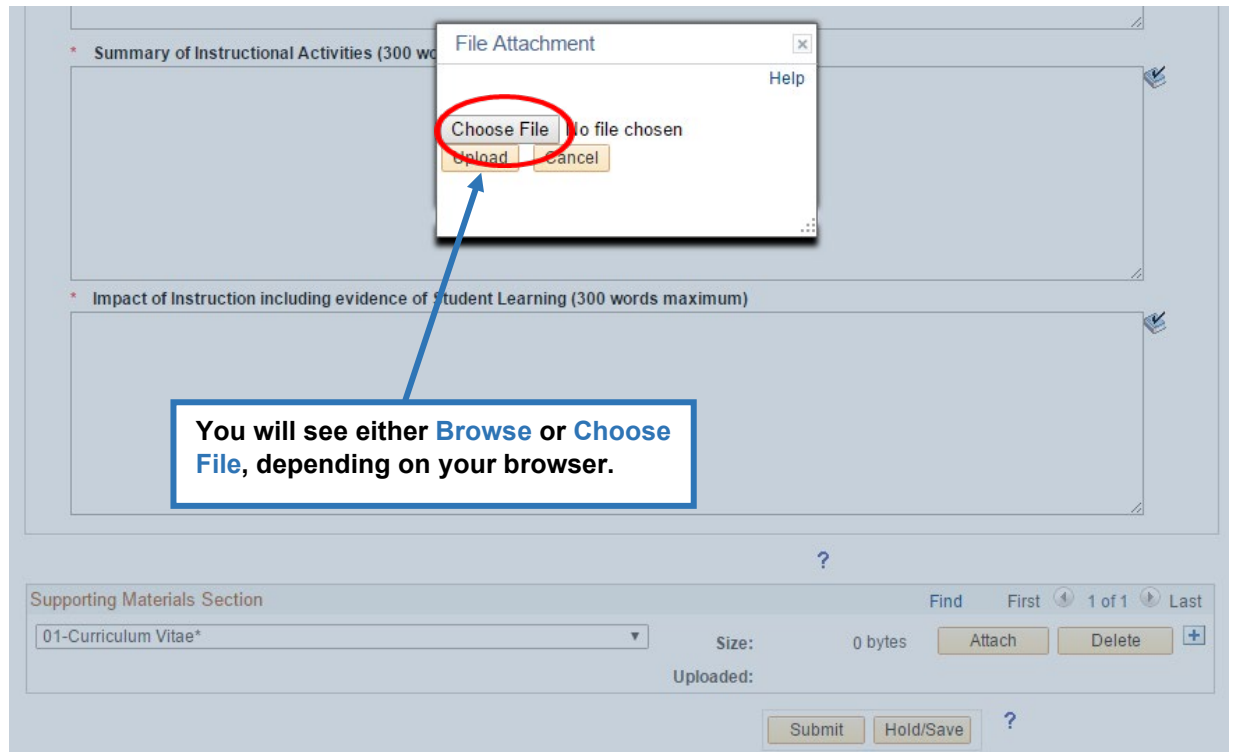 File Attachment
Help
* Summary of Instructional Activities (300 wo
Choose File No file chosen
Upload Cancel
* Impact of Instruction including evidence of Student Learning (300 words maximum)
You will see either Browse or Choose
File, depending on your browser.
?
Supporting Materials Section Find First 1 of 1 Last
01-Curriculum Vitae* Size: 0 bytes Attach Delete +
Uploaded:
Submit Hold/Save ?